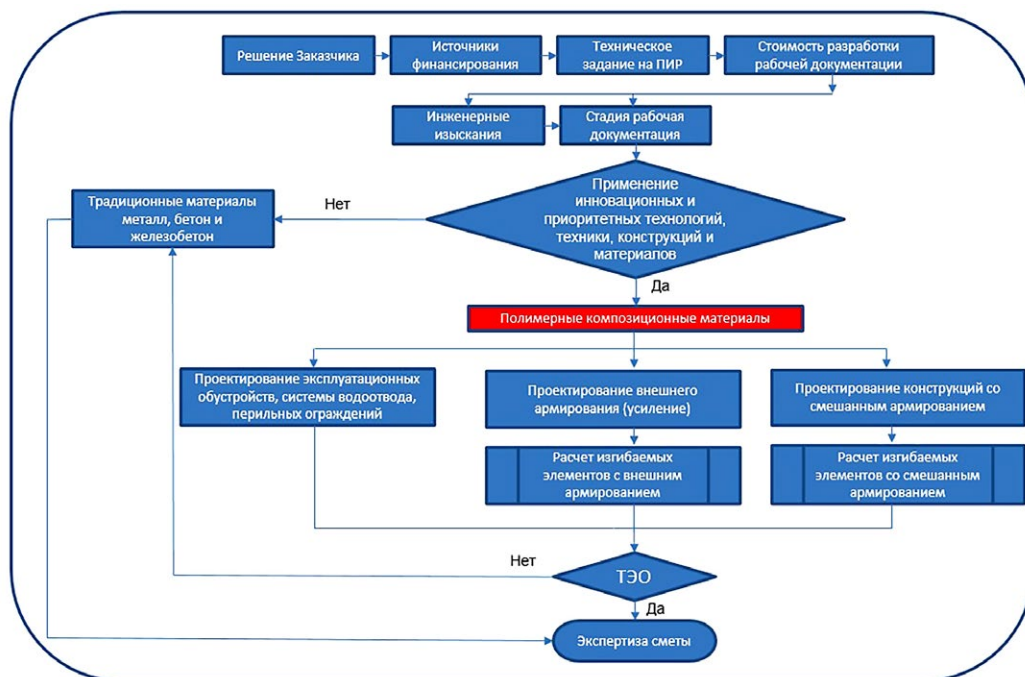 Решение Заказчика
Источники
финансирования
Техническое
задание на ПИР
Стоимость разработки
рабочей документации
Инженерные
изыскания
Стадия рабочая
документация
Применение
инновационных и
приоритетных технологий,
техники, конструкций и
материалов
Нет
Традиционные материалы
металл, бетон и
железобетон
Да
Полимерные композиционные материалы
Проектирование эксплуатационных
обустройств, системы водоотвода,
перильных ограждений
Проектирование внешнего
армирования (усиление)
Проектирование конструкций со
смешанным армированием
Расчет изгибаемых
элементов с внешним
армированием
Расчет изгибаемых
элементов со смешанным
армированием
Нет
ТЭО
Да
Экспертиза сметы